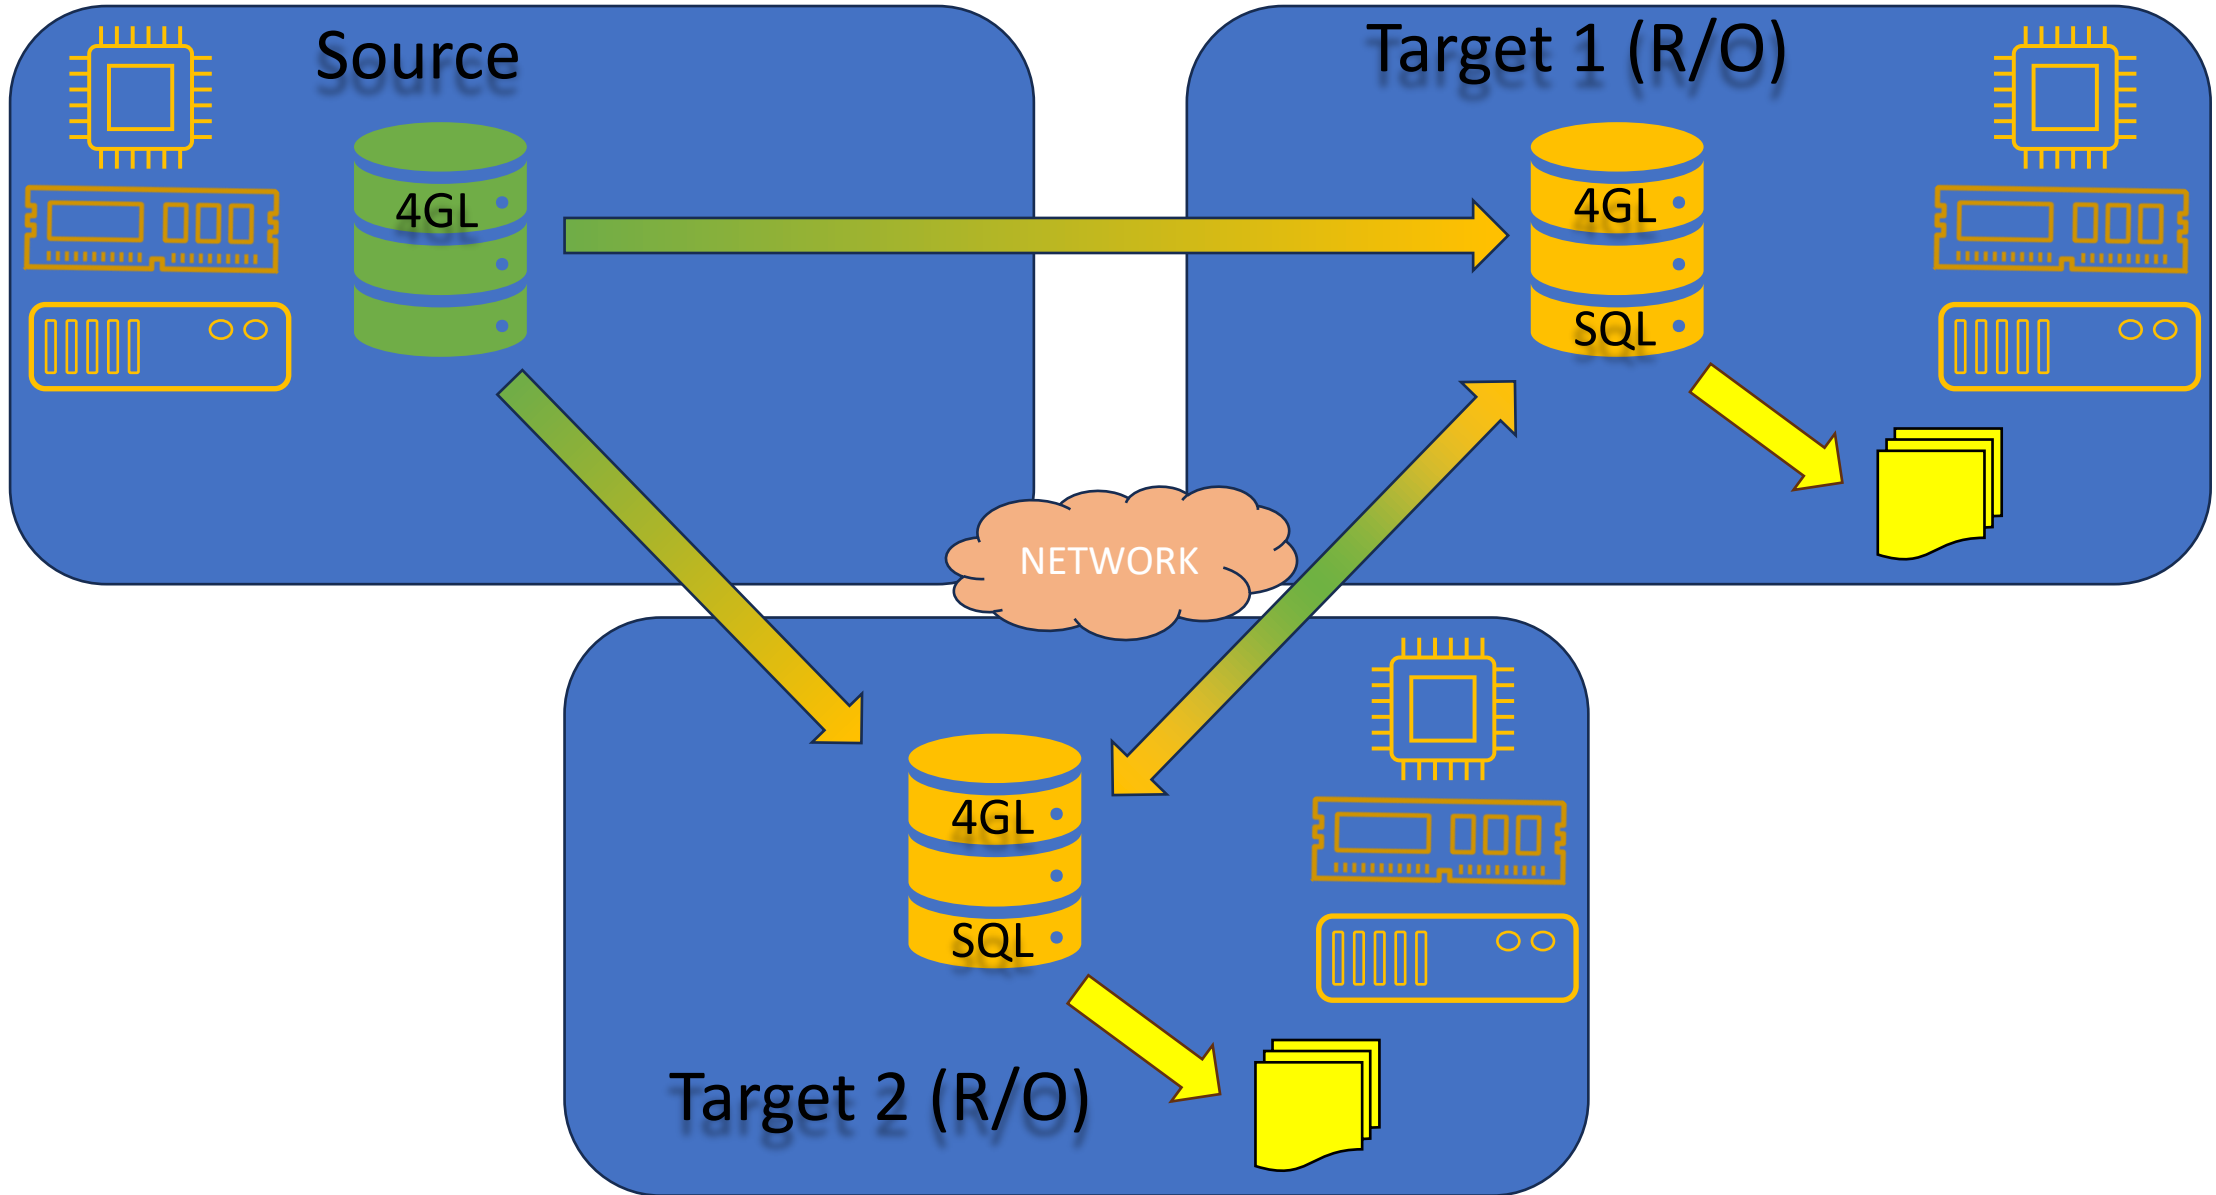 Source
Target 1 (R/O)
4GL
4GL
SQL
NETWORK
4GL
SQL
Target 2 (R/O)